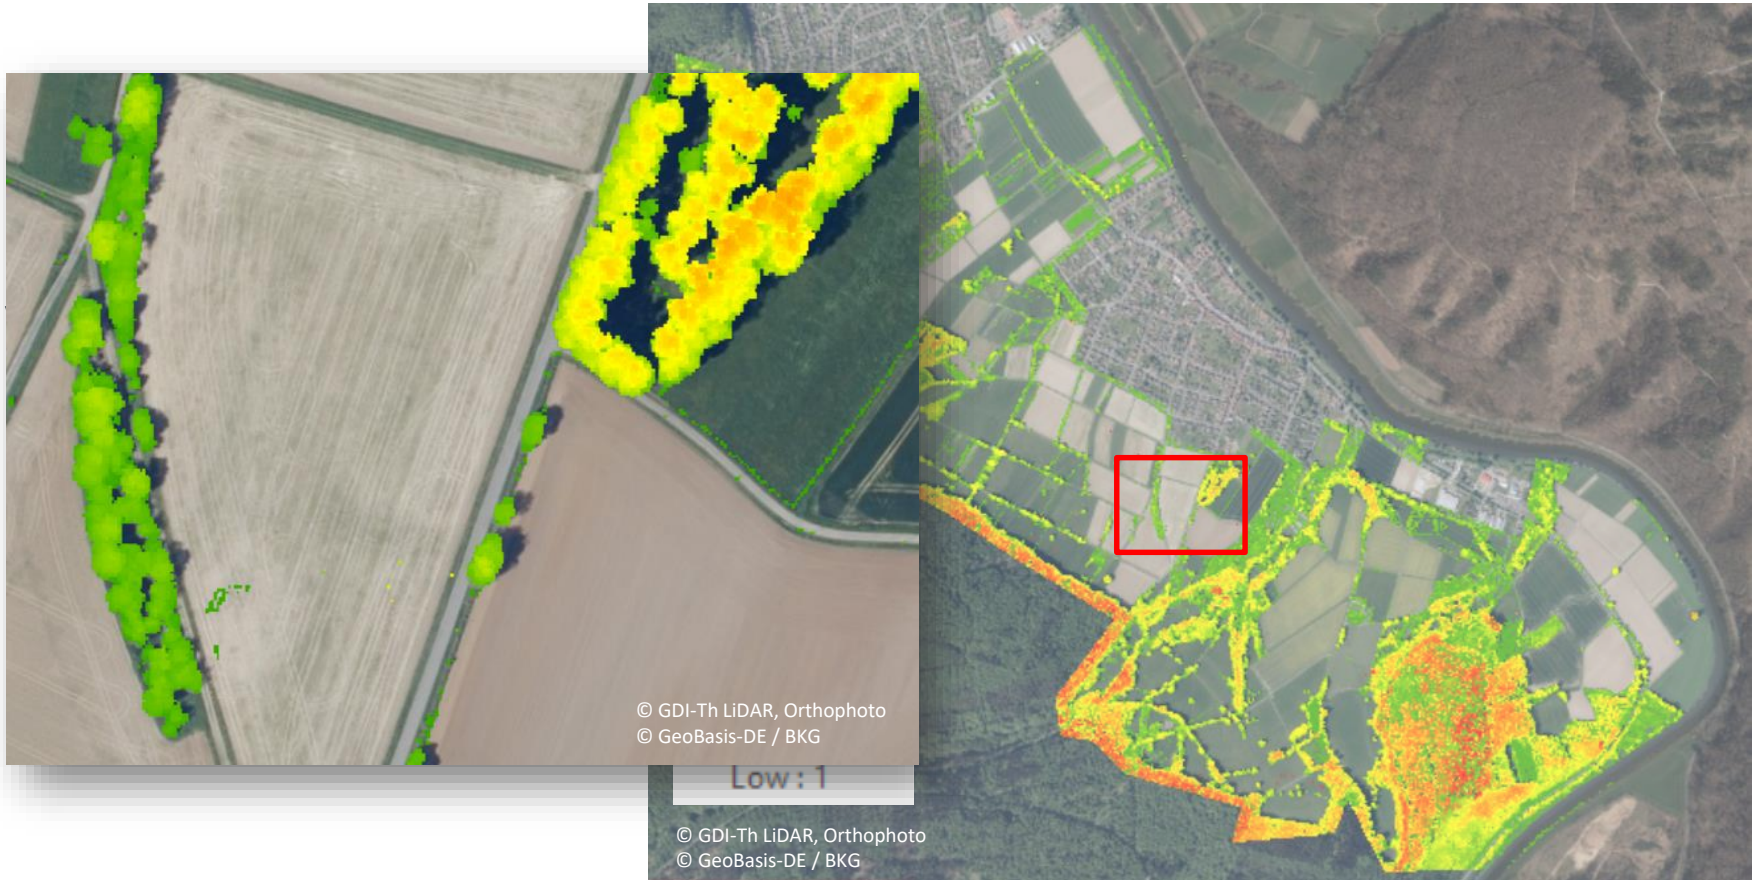 © GDI-Th LiDAR, Orthophoto
© GeoBasis-DE / BKG
Low : 1
© GDI-Th LiDAR, Orthophoto
© GeoBasis-DE / BKG